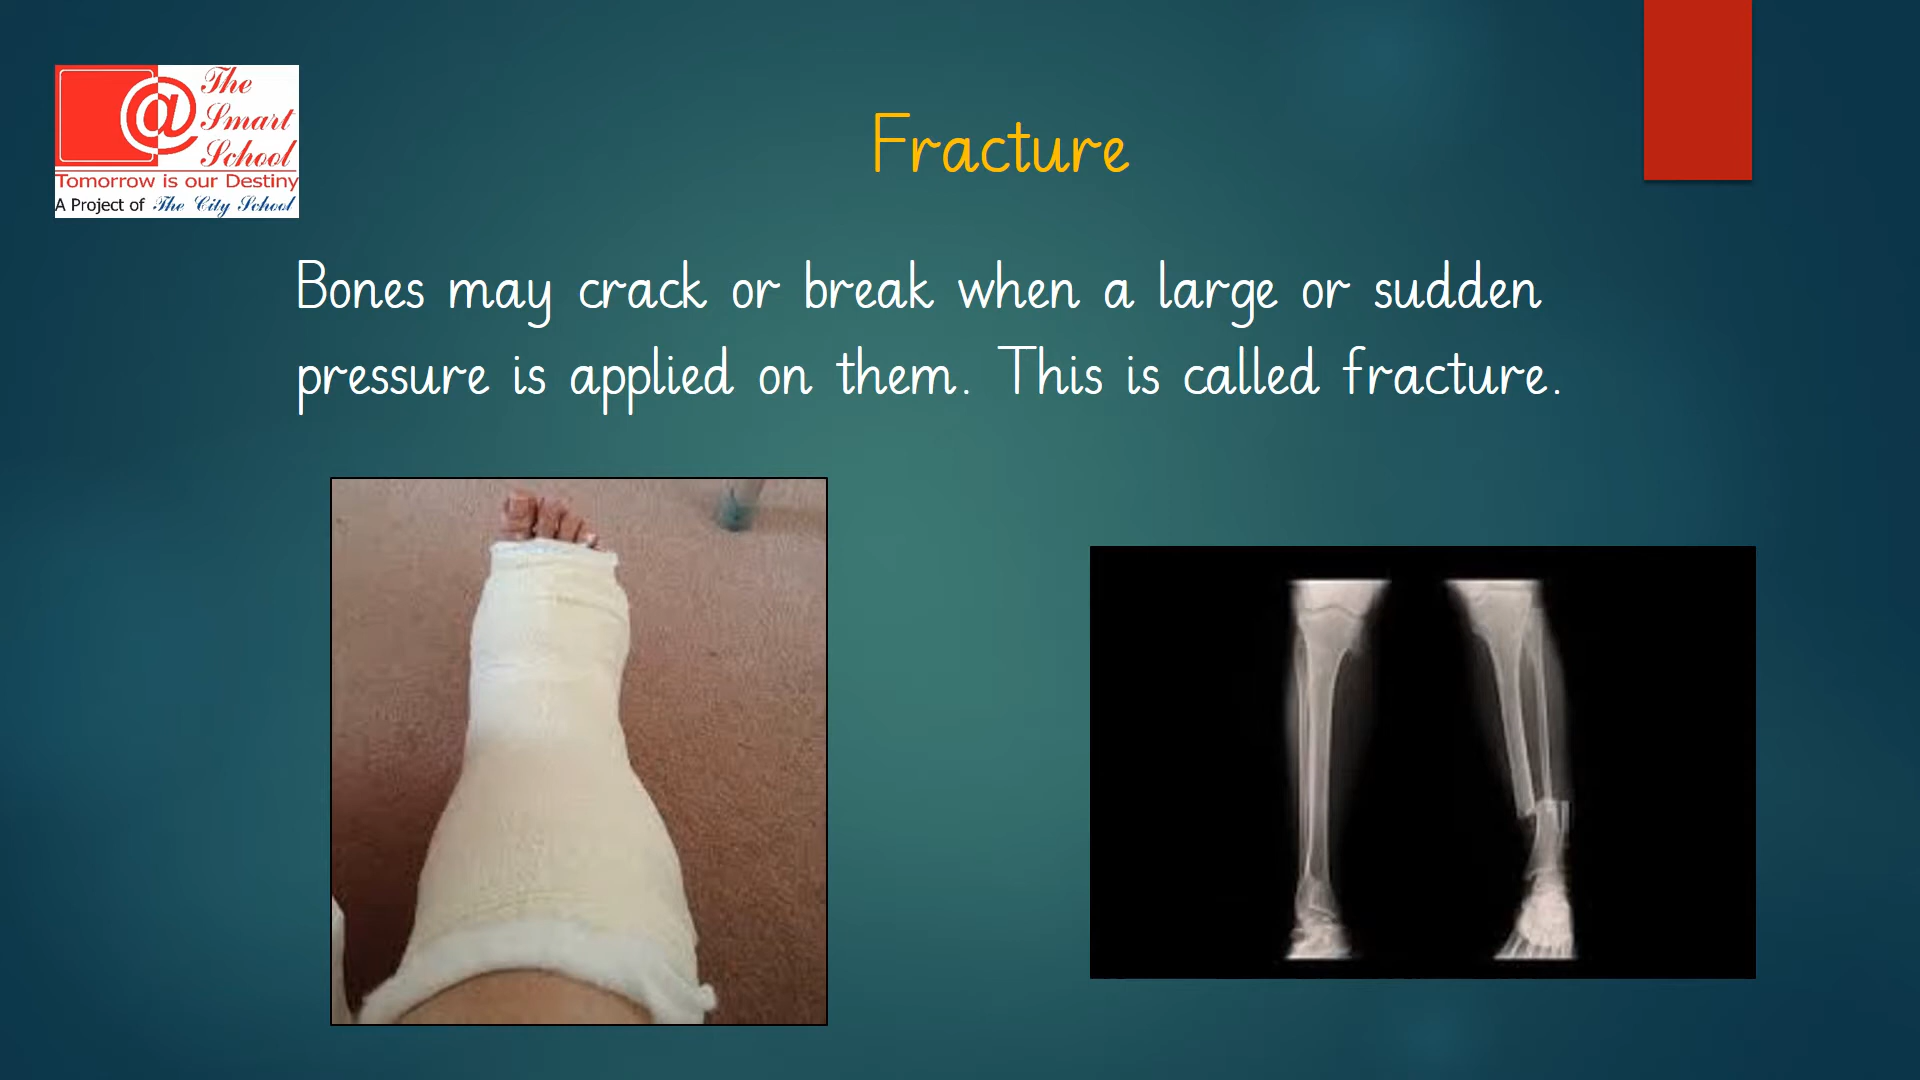 The
Smart
School
Tomorrow is our Destiny
A Project of The City School
Fracture
Bones may crack or break when a large or sudden
pressure is applied on them. This is called fracture.